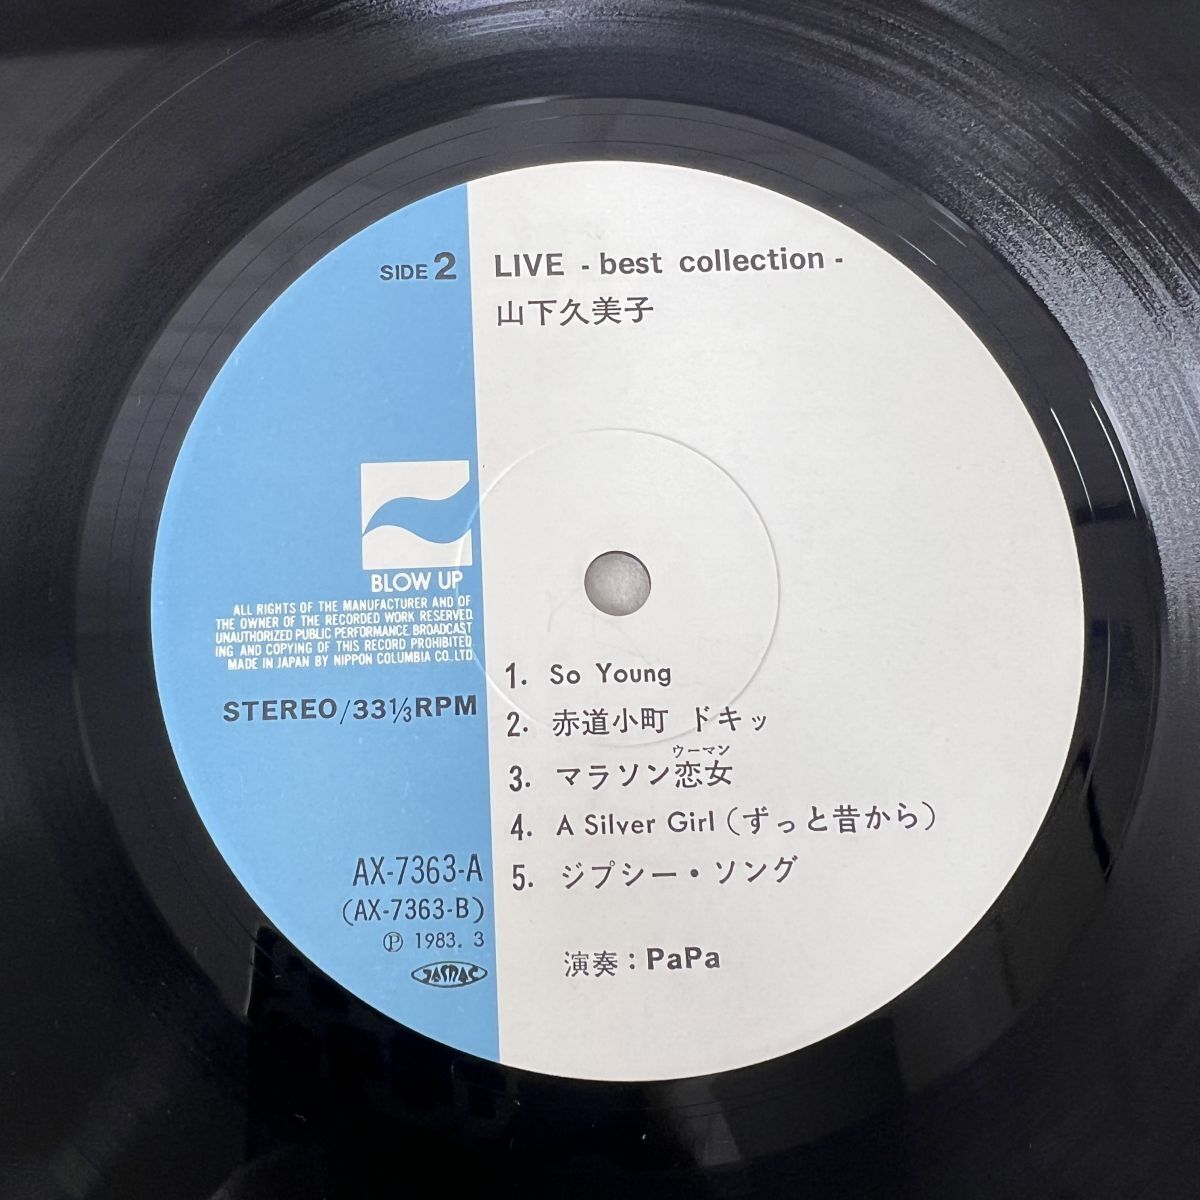 SIDE 2
LIVE - best collection -
山下久美子
BLOW UP
ALL RIGHTS OF THE MANUFACTURER AND OF
THE OWNER OF THE RECORDED WORK RESERVED
UNAUTHORIZED PUBLIC PERFORMANCE BROADCAST
ING AND COPYING OF THIS RECORD PROHIBITED
MADE IN JAPAN BY NIPPON COLUMBIA CO.,LTD.
STEREO/33⅓RPM
1. So Young
2. 赤道小町 ドキッ
ウーマン
3. マラソン恋女
4. A Silver Girl (ずっと昔から)
5. ジプシー・ソング
AX-7363-A
(AX-7363-B)
Ⓟ 1983. 3
JASRAC
演奏：PaPa